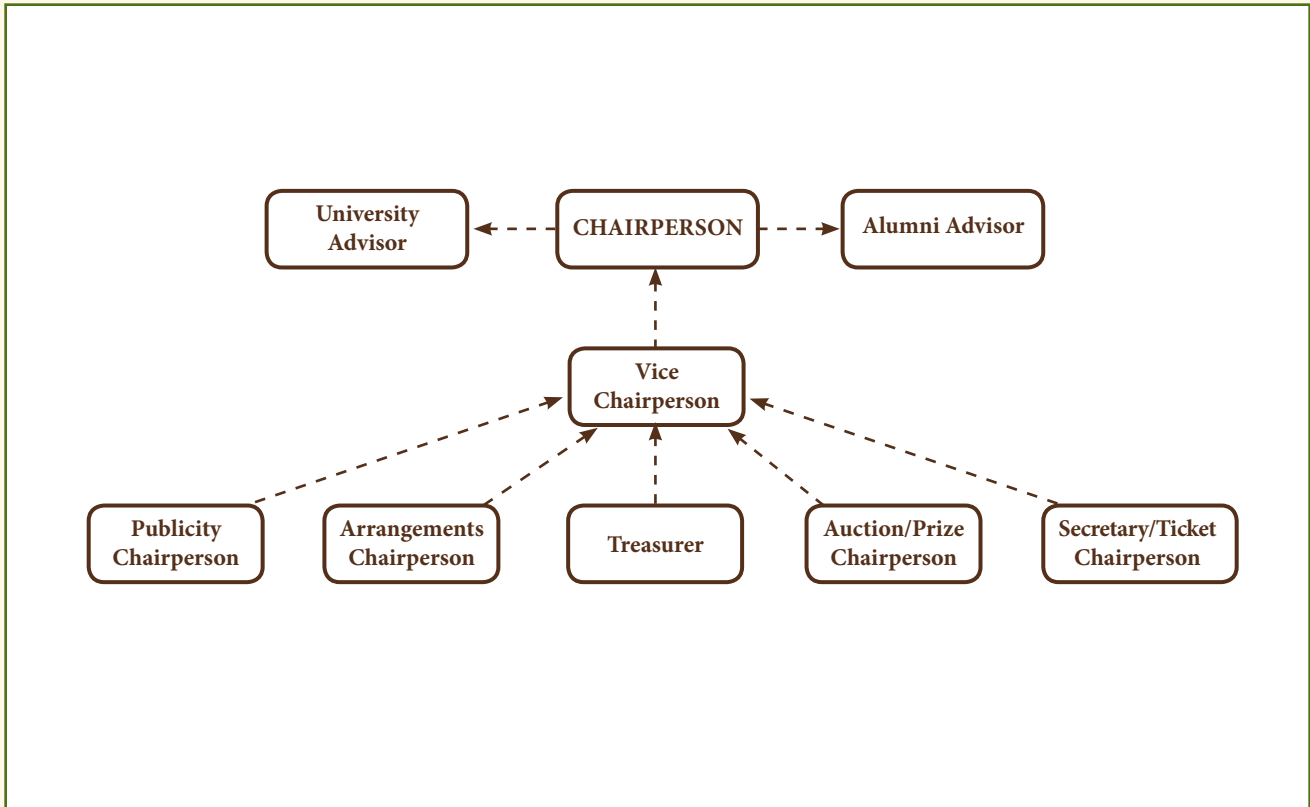 University
Advisor
CHAIRPERSON
Alumni Advisor
Vice
Chairperson
Publicity
Chairperson
Arrangements
Chairperson
Treasurer
Auction/Prize
Chairperson
Secretary/Ticket
Chairperson